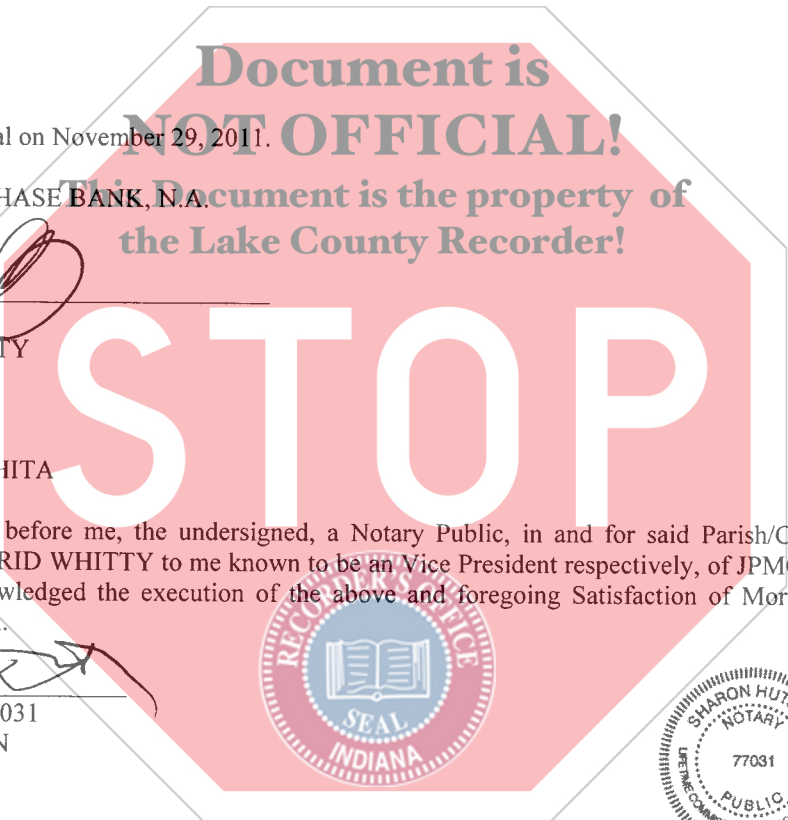 Document is
NOT OFFICIAL!
This Document is the property of
the Lake County Recorder!
al on November 29, 2011.
HASE BANK, N.A.
TY
STOP
HITA
before me, the undersigned, a Notary Public, in and for said Parish/C
RID WHITTY to me known to be an Vice President respectively, of JPM
wledged the execution of the above and foregoing Satisfaction of Mor
031
N
RECORDER'S OFFICE
SEAL
INDIANA
SHARON HUT
NOTARY
77031
PUBLIC
LIFETIME COMM